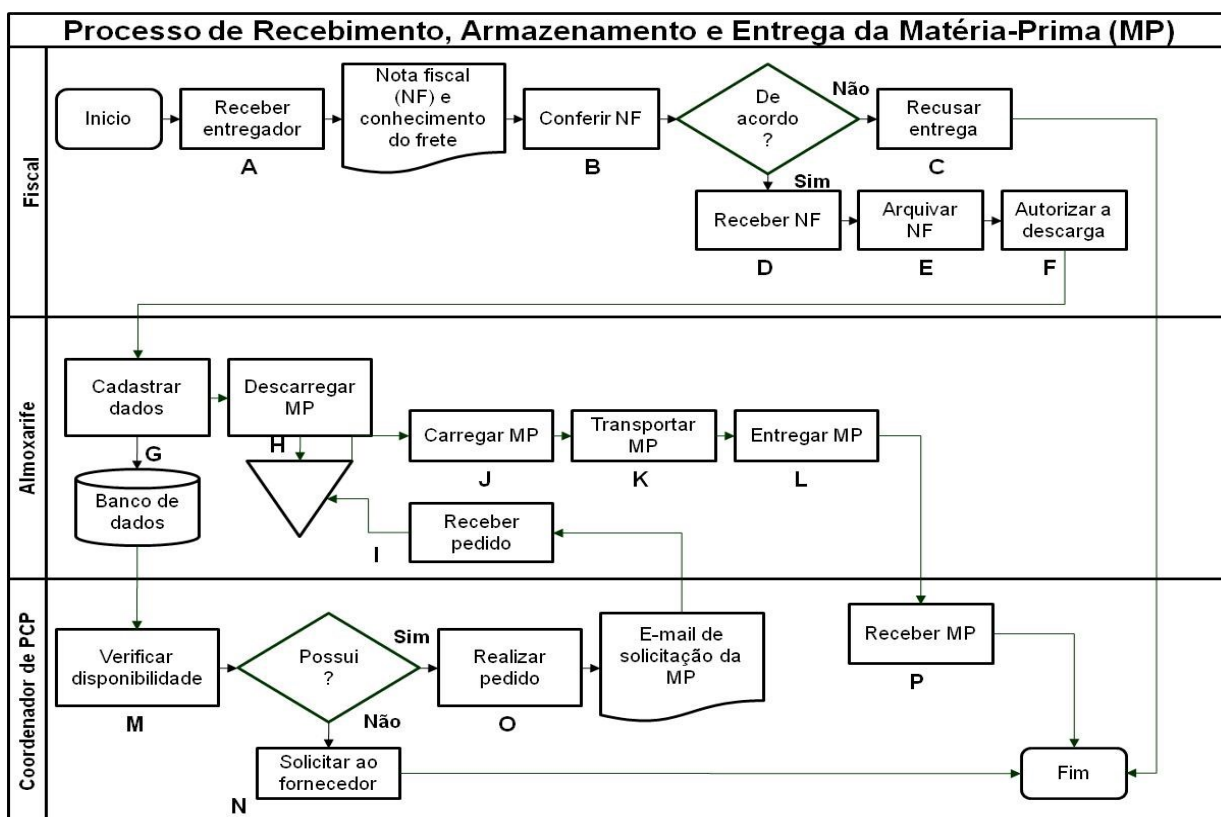 Processo de Recebimento, Armazenamento e Entrega da Matéria-Prima (MP)
Fiscal
Inicio
Receber
entregador
A
Nota fiscal
(NF) e
conhecimento
do frete
Conferir NF
B
De
acordo
?
Não
Recusar
entrega
C
Sim
Receber NF
D
Arquivar
NF
E
Autorizar a
descarga
F
Almoxarife
Cadastrar
dados
G
Banco de
dados
Descarregar
MP
H
Carregar MP
J
Transportar
MP
K
Entregar MP
L
Receber
pedido
I
Coordenador de PCP
Verificar
disponibilidade
M
Possui
?
Sim
Realizar
pedido
O
E-mail de
solicitação da
MP
Receber MP
P
Não
Solicitar ao
fornecedor
N
Fim